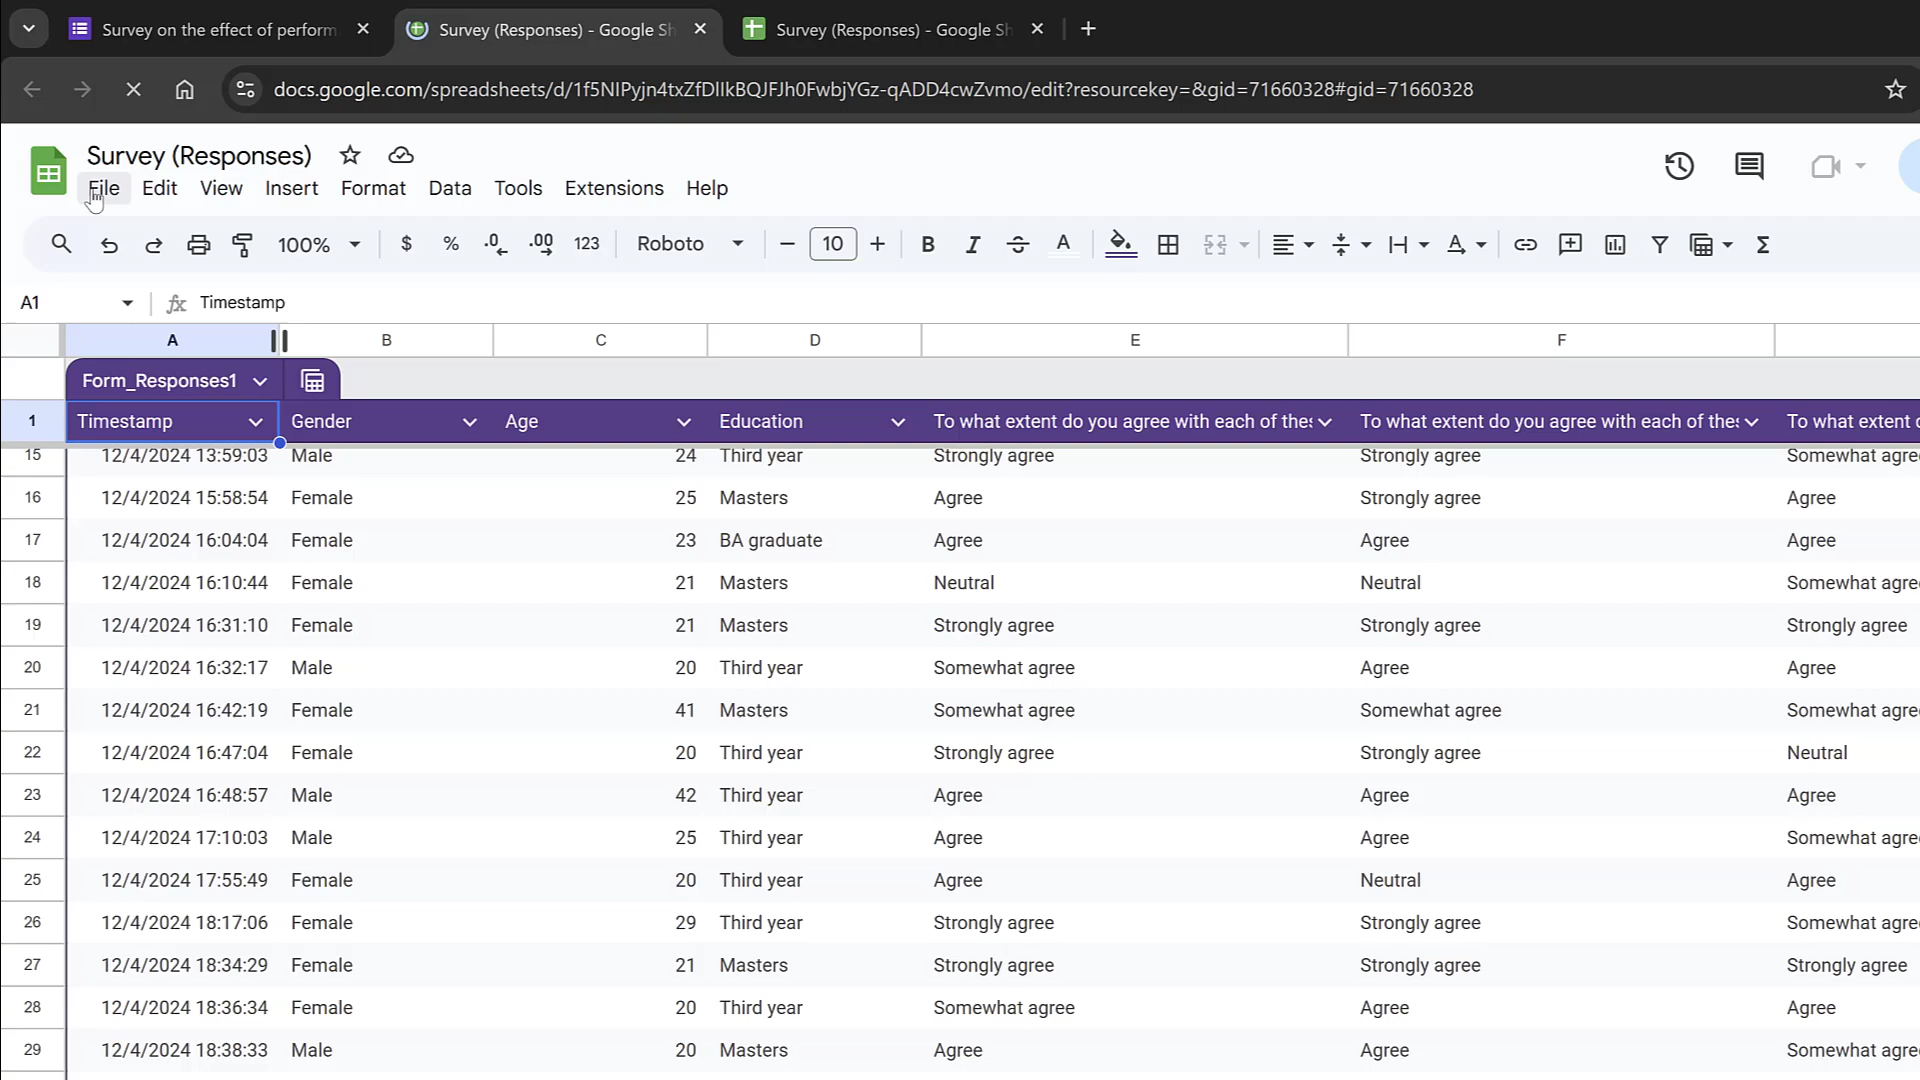 Survey on the effect of perform
Survey (Responses) - Google Sh
Survey (Responses) - Google Sh
docs.google.com/spreadsheets/d/1f5NIPyjn4txZfDlIkBQJFJh0FwbjYGz-qADD4cwZvmo/edit?resourcekey=&gid=71660328#gid=71660328
Survey (Responses)
File Edit View Insert Format Data Tools Extensions Help
100% $ % .0 .00 123 Roboto 10 B I S A A Σ
A1 fx Timestamp
A B C D E F
Form_Responses1
1 Timestamp Gender Age Education To what extent do you agree with each of thes To what extent do you agree with each of thes To what extent
15 12/4/2024 13:59:03 Male 24 Third year Strongly agree Strongly agree Somewhat agre
16 12/4/2024 15:58:54 Female 25 Masters Agree Strongly agree Agree
17 12/4/2024 16:04:04 Female 23 BA graduate Agree Agree Agree
18 12/4/2024 16:10:44 Female 21 Masters Neutral Neutral Somewhat agre
19 12/4/2024 16:31:10 Female 21 Masters Strongly agree Strongly agree Strongly agree
20 12/4/2024 16:32:17 Male 20 Third year Somewhat agree Agree Agree
21 12/4/2024 16:42:19 Female 41 Masters Somewhat agree Somewhat agree Somewhat agre
22 12/4/2024 16:47:04 Female 20 Third year Strongly agree Strongly agree Neutral
23 12/4/2024 16:48:57 Male 42 Third year Agree Agree Agree
24 12/4/2024 17:10:03 Male 25 Third year Agree Agree Somewhat agre
25 12/4/2024 17:55:49 Female 20 Third year Agree Neutral Agree
26 12/4/2024 18:17:06 Female 29 Third year Strongly agree Strongly agree Somewhat agre
27 12/4/2024 18:34:29 Female 21 Masters Strongly agree Strongly agree Strongly agree
28 12/4/2024 18:36:34 Female 20 Third year Somewhat agree Agree Agree
29 12/4/2024 18:38:33 Male 20 Masters Agree Agree Somewhat agre